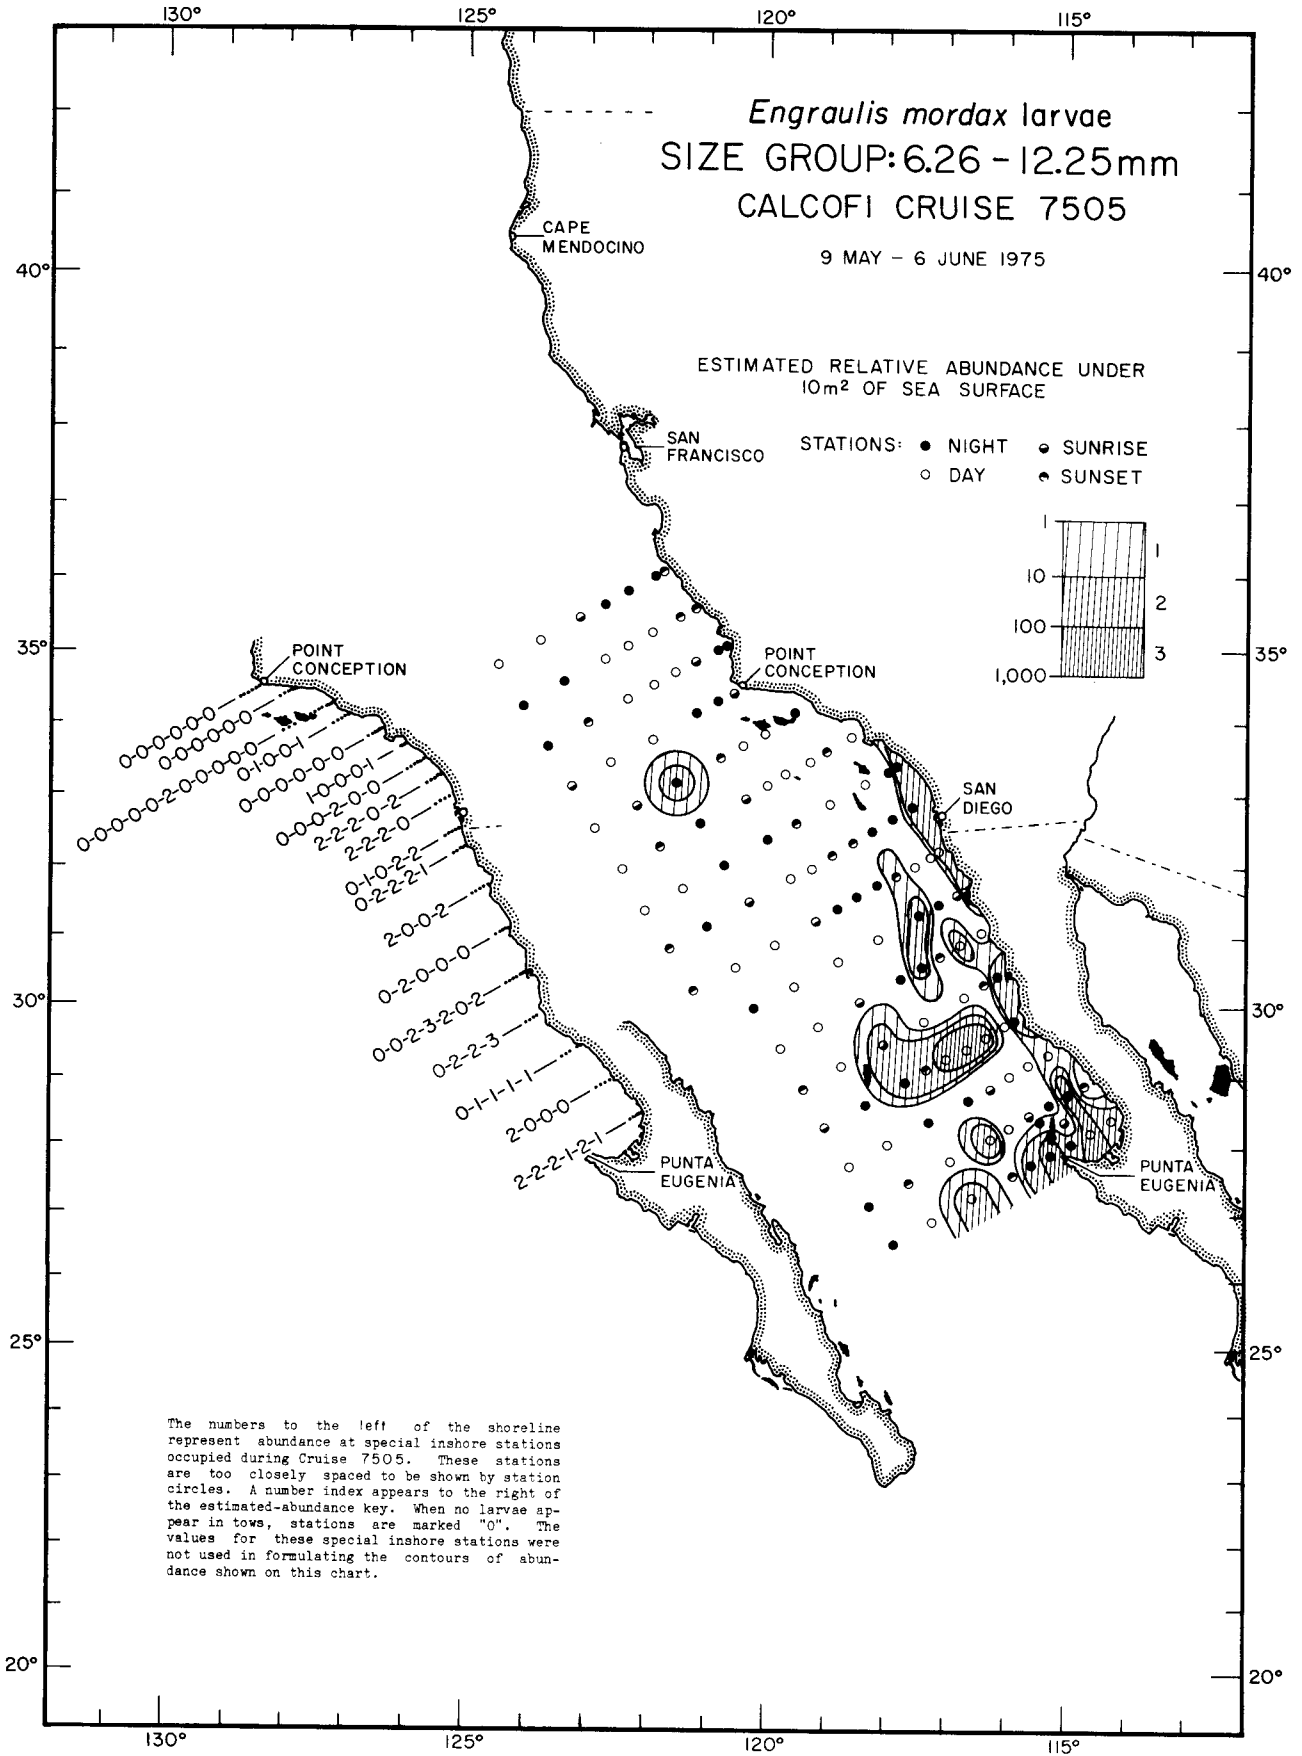 130°
125°
120°
115°
Engraulis mordax larvae
SIZE GROUP: 6.26 - 12.25mm
CALCOFI CRUISE 7505
9 MAY - 6 JUNE 1975
CAPE
MENDOCINO
40°
40°
ESTIMATED RELATIVE ABUNDANCE UNDER
10m² OF SEA SURFACE
STATIONS: ● NIGHT SUNRISE
○ DAY SUNSET
SAN
FRANCISCO
1
1
10
2
100
3
1,000
35°
35°
POINT
CONCEPTION
POINT
CONCEPTION
0-0-0-0-0-0
0-0-0-0-0-0
0-0-0-0-0-2-0-0-0-0-0
0-1-0-0-1
0-0-0-0-0-0
1-0-0-0-1
0-0-0-2-0-0
2-2-2-0-2
2-2-2-0
0-1-0-2-2
0-2-2-2-1
2-0-0-2
0-2-0-0-0
0-0-2-3-2-0-2
0-2-2-3
0-1-1-1-1
2-0-0-0
2-2-2-1-2-1
SAN
DIEGO
30°
30°
PUNTA
EUGENIA
PUNTA
EUGENIA
25°
25°
The numbers to the left of the shoreline
represent abundance at special inshore stations
occupied during Cruise 7505. These stations
are too closely spaced to be shown by station
circles. A number index appears to the right of
the estimated-abundance key. When no larvae ap-
pear in tows, stations are marked "0". The
values for these special inshore stations were
not used in formulating the contours of abun-
dance shown on this chart.
20°
20°
130°
125°
120°
115°